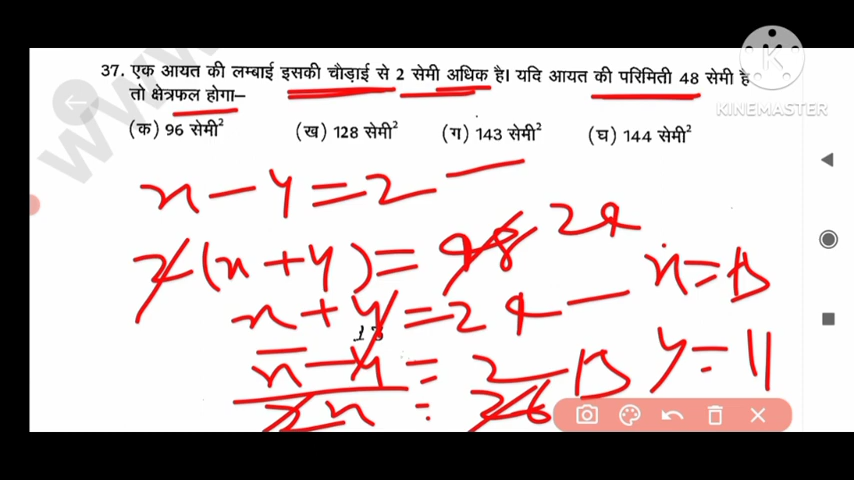 37. एक आयत की लम्बाई इसकी चौड़ाई से 2 सेमी अधिक है। यदि आयत की परिमिती 48 सेमी है
तो क्षेत्रफल होगा–
(क) 96 सेमी² (ख) 128 सेमी² (ग) 143 सेमी² (घ) 144 सेमी²
KINEMASTER
x - y = 2
2(x + y) = 48 24
x + y = 24
x = 13
13
x - y = 2
y = 11
2x = 26 13